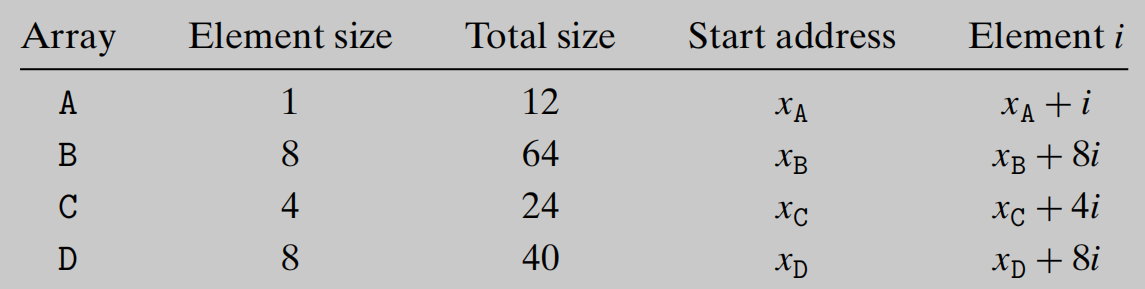 Array Element size Total size Start address Element i
A 1 12 x_A x_A + i
B 8 64 x_B x_B + 8i
C 4 24 x_C x_C + 4i
D 8 40 x_D x_D + 8i